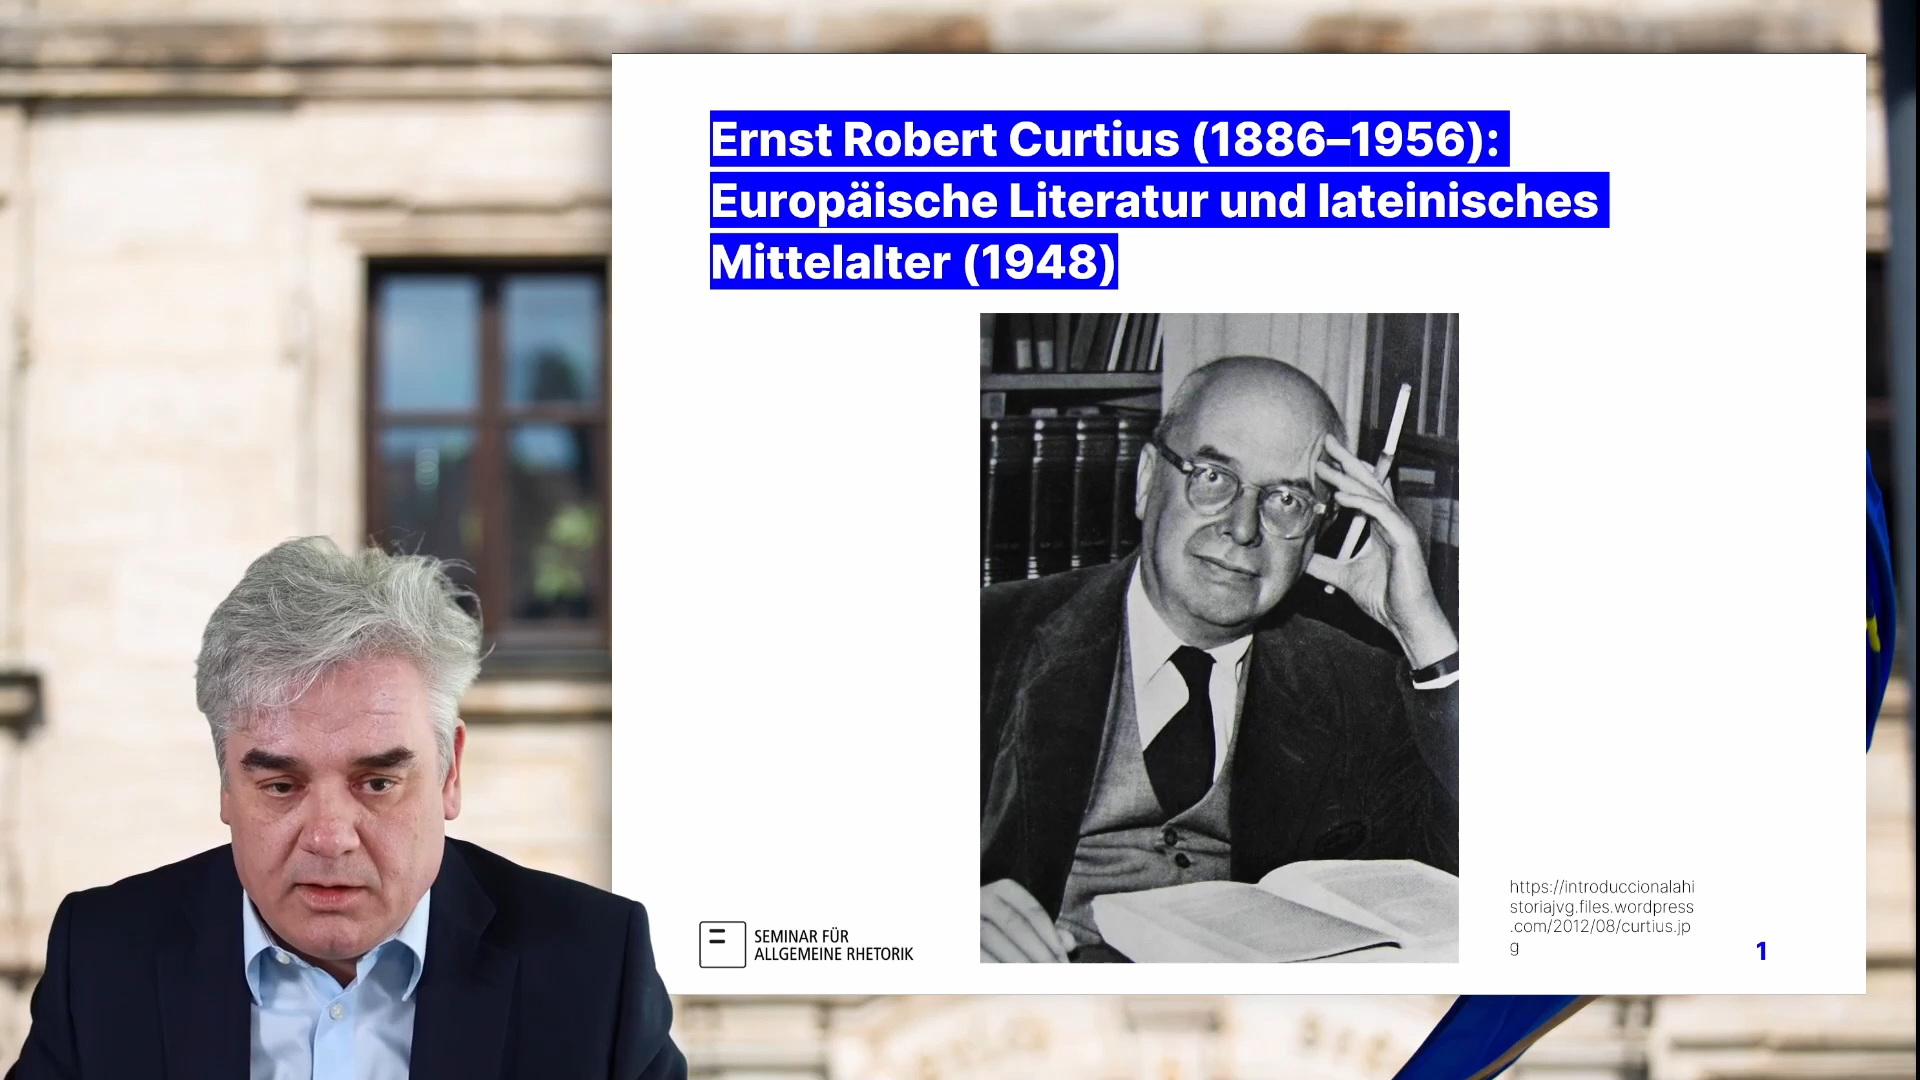 Ernst Robert Curtius (1886–1956):
Europäische Literatur und lateinisches
Mittelalter (1948)
https://introduccionalahi
storiajvg.files.wordpress
.com/2012/08/curtius.jp
g
SEMINAR FÜR
ALLGEMEINE RHETORIK
1